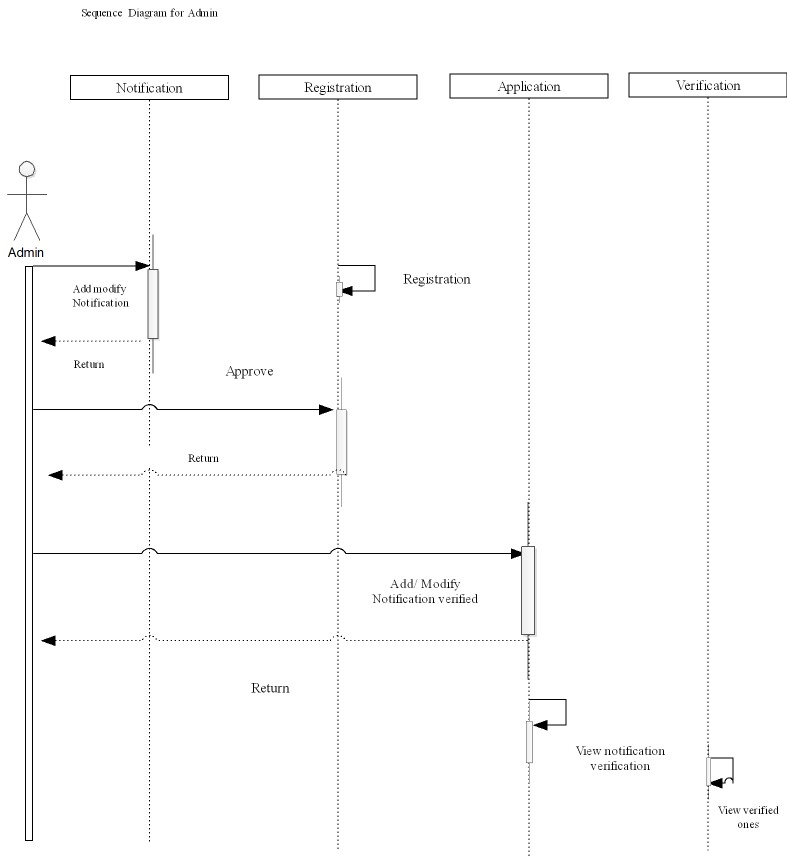 Sequence Diagram for Admin
Notification
Registration
Application
Verification
Admin
Registration
Add modify
Notification
Return
Approve
Return
Add/ Modify
Notification verified
Return
View notification
verification
View verified
ones